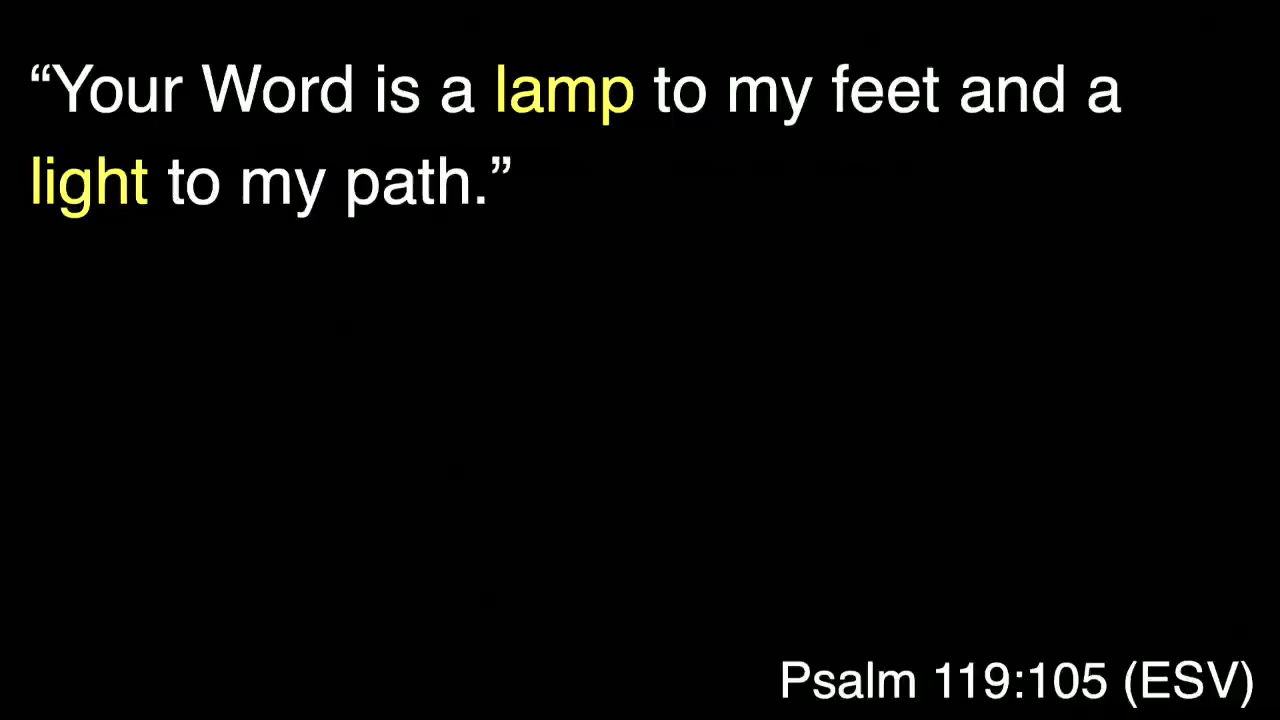 “Your Word is a lamp to my feet and a
light to my path.”
Psalm 119:105 (ESV)